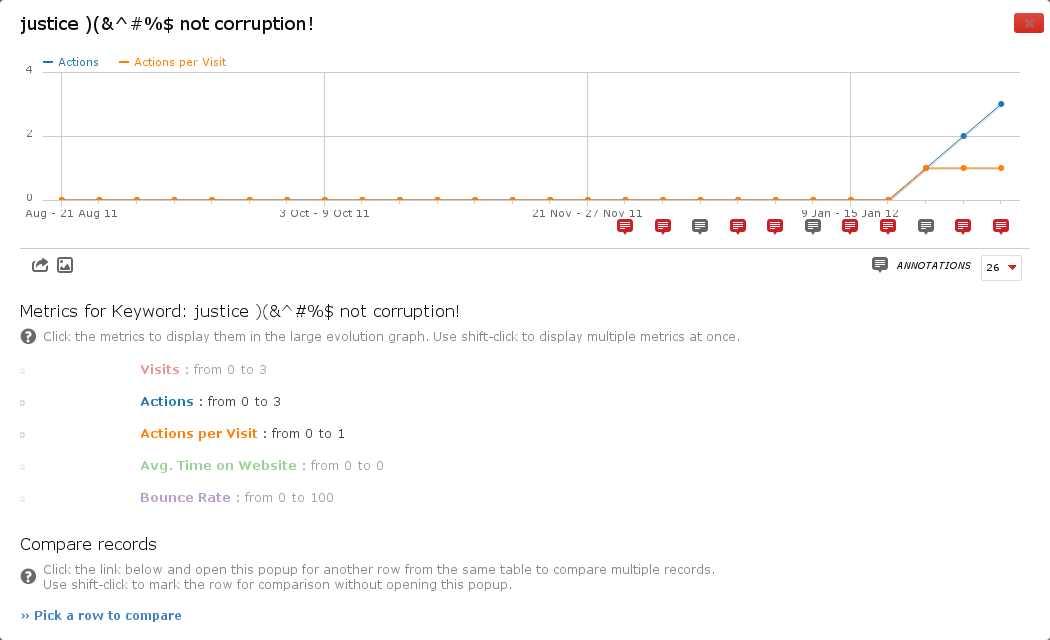 justice )(&^#%$ not corruption!
Actions
Actions per Visit
4
2
0
Aug - 21 Aug 11
3 Oct - 9 Oct 11
21 Nov - 27 Nov 11
9 Jan - 15 Jan 12
ANNOTATIONS
26
Metrics for Keyword: justice )(&^#%$ not corruption!
Click the metrics to display them in the large evolution graph. Use shift-click to display multiple metrics at once.
Visits : from 0 to 3
Actions : from 0 to 3
Actions per Visit : from 0 to 1
Avg. Time on Website : from 0 to 0
Bounce Rate : from 0 to 100
Compare records
Click the link below and open this popup for another row from the same table to compare multiple records.
Use shift-click to mark the row for comparison without opening this popup.
» Pick a row to compare